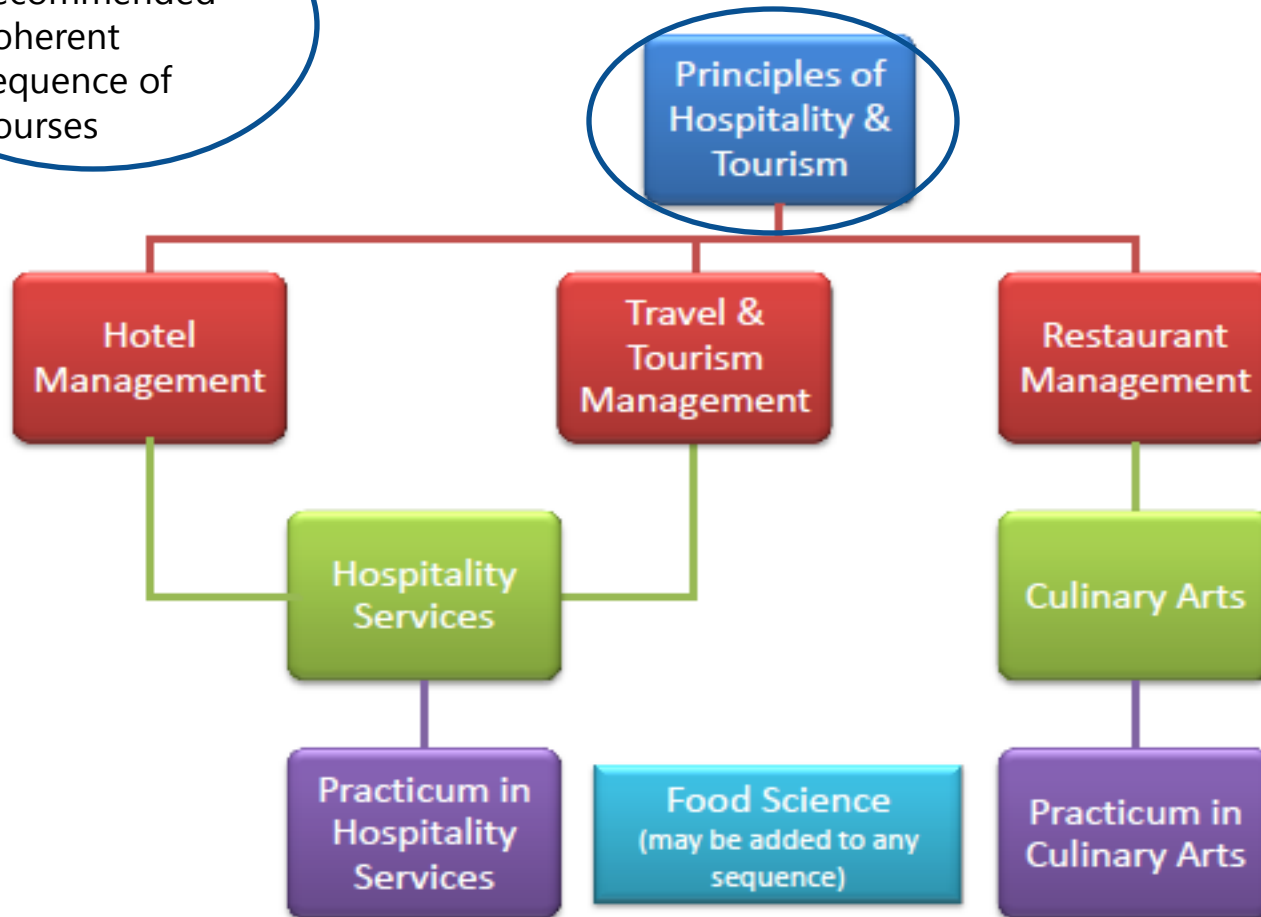 ecommended
oherent
equence of
ourses
Principles of
Hospitality &
Tourism
Hotel
Management
Travel &
Tourism
Management
Restaurant
Management
Hospitality
Services
Culinary Arts
Practicum in
Hospitality
Services
Food Science
(may be added to any
sequence)
Practicum in
Culinary Arts